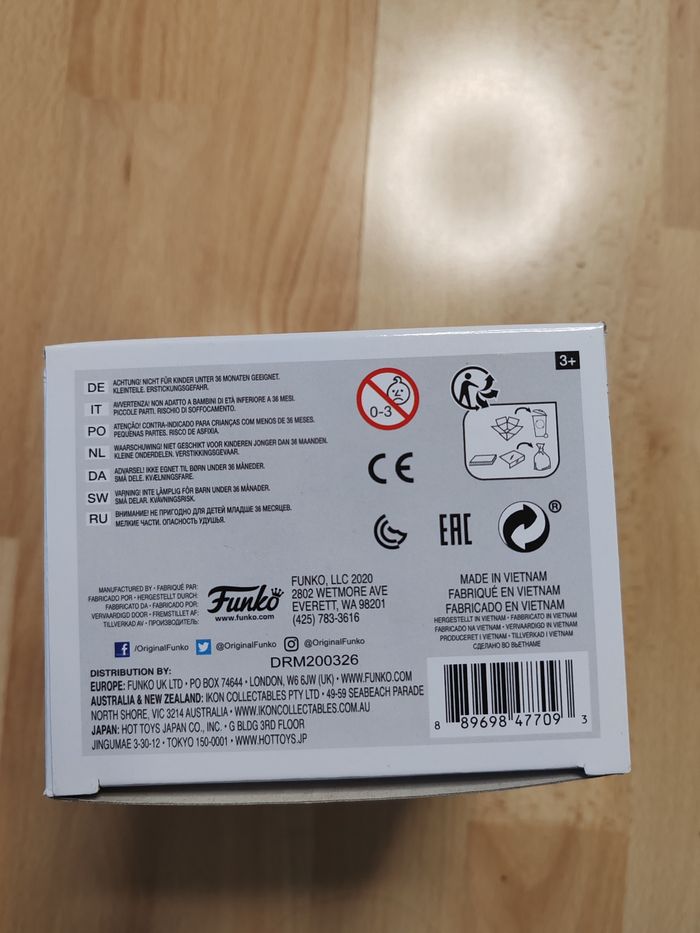 3+
DE ACHTUNG! NICHT FÜR KINDER UNTER 36 MONATEN GEEIGNET.
KLEINTEILE. ERSTICKUNGSGEFAHR.
IT AVVERTENZA! NON ADATTO A BAMBINI DI ETÀ INFERIORE A 36 MESI.
PICCOLE PARTI. RISCHIO DI SOFFOCAMENTO.
PO ATENÇÃO! CONTRA-INDICADO PARA CRIANÇAS COM MENOS DE 36 MESES.
PEQUENAS PARTES. RISCO DE ASFIXIA.
NL WAARSCHUWING! NIET GESCHIKT VOOR KINDEREN JONGER DAN 36 MAANDEN.
KLEINE ONDERDELEN. VERSTIKKINGSGEVAAR.
DA ADVARSEL! IKKE EGNET TIL BØRN UNDER 36 MÅNEDER.
SMÅ DELE. KVÆLNINGSFARE.
SW VARNING! INTE LÄMPLIG FÖR BARN UNDER 36 MÅNADER.
SMÅ DELAR. KVÄVNINGSRISK.
RU ВНИМАНИЕ! НЕ ПРИГОДНО ДЛЯ ДЕТЕЙ МЛАДШЕ 36 МЕСЯЦЕВ.
МЕЛКИЕ ЧАСТИ. ОПАСНОСТЬ УДУШЬЯ.
0-3
CE
EAC
®
MANUFACTURED BY • FABRIQUÉ PAR:
FABRICADO POR • HERGESTELLT DURCH:
FABBRICATO DA • FABRICADO POR:
VERVAARDIGD DOOR • FREMSTILLET AF:
TILLVERKAD AV • ПРОИЗВОДИТЕЛЬ:
Funko
www.funko.com
FUNKO, LLC 2020
2802 WETMORE AVE
EVERETT, WA 98201
(425) 783-3616
/OriginalFunko @OriginalFunko @OriginalFunko
DRM200326
DISTRIBUTION BY:
EUROPE: FUNKO UK LTD • PO BOX 74644 • LONDON, W6 6JW (UK) • WWW.FUNKO.COM
AUSTRALIA & NEW ZEALAND: IKON COLLECTABLES PTY LTD • 49-59 SEABEACH PARADE
NORTH SHORE, VIC 3214 AUSTRALIA • WWW.IKONCOLLECTABLES.COM.AU
JAPAN: HOT TOYS JAPAN CO., INC. • G BLDG 3RD FLOOR
JINGUMAE 3-30-12 • TOKYO 150-0001 • WWW.HOTTOYS.JP
MADE IN VIETNAM
FABRIQUÉ EN VIETNAM
FABRICADO EN VIETNAM
HERGESTELLT IN VIETNAM • FABBRICATO IN VIETNAM
FABRICADO NA VIETNAM • VERVAARDIGD IN VIETNAM
PRODUCERET I VIETNAM • TILLVERKAD I VIETNAM
СДЕЛАНО ВО ВЬЕТНАМЕ
8 89698 47709 3